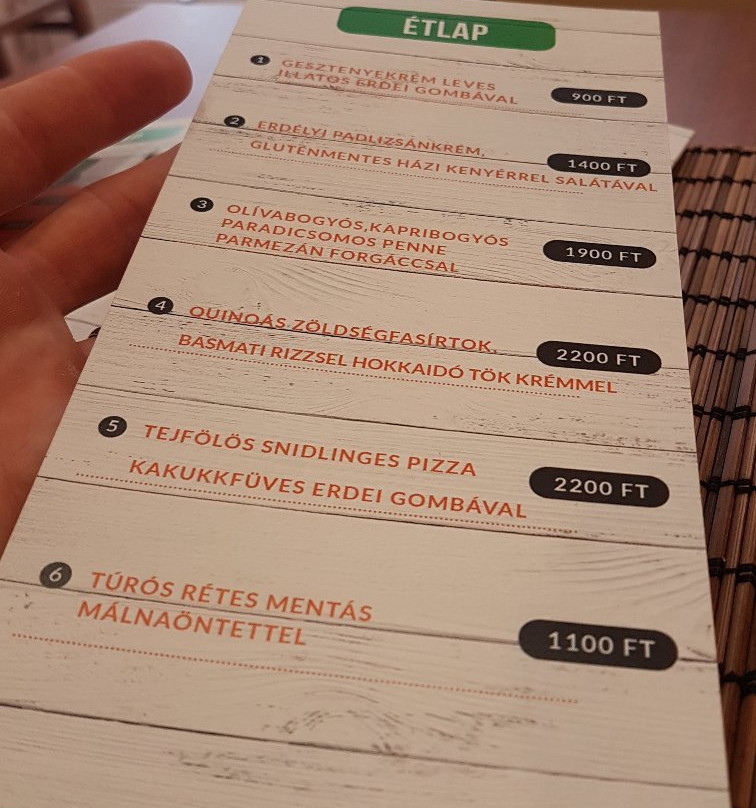 ÉTLAP
1 GESZTENYEKRÉM LEVES
ILLATOS ERDEI GOMBÁVAL
900 FT
2 ERDÉLYI PADLIZSÁNKRÉM,
GLUTÉNMENTES HÁZI KENYÉRREL SALÁTÁVAL
1400 FT
3 OLÍVABOGYÓS,KAPRIBOGYÓS
PARADICSOMOS PENNE
PARMEZÁN FORGÁCCSAL
1900 FT
4 QUINOÁS ZÖLDSÉGFASÍRTOK,
BASMATI RIZZSEL HOKKAIDÓ TÖK KRÉMMEL
2200 FT
5 TEJFÖLÖS SNIDLINGES PIZZA
KAKUKKFÜVES ERDEI GOMBÁVAL
2200 FT
6 TÚRÓS RÉTES MENTÁS
MÁLNAÖNTETTEL
1100 FT